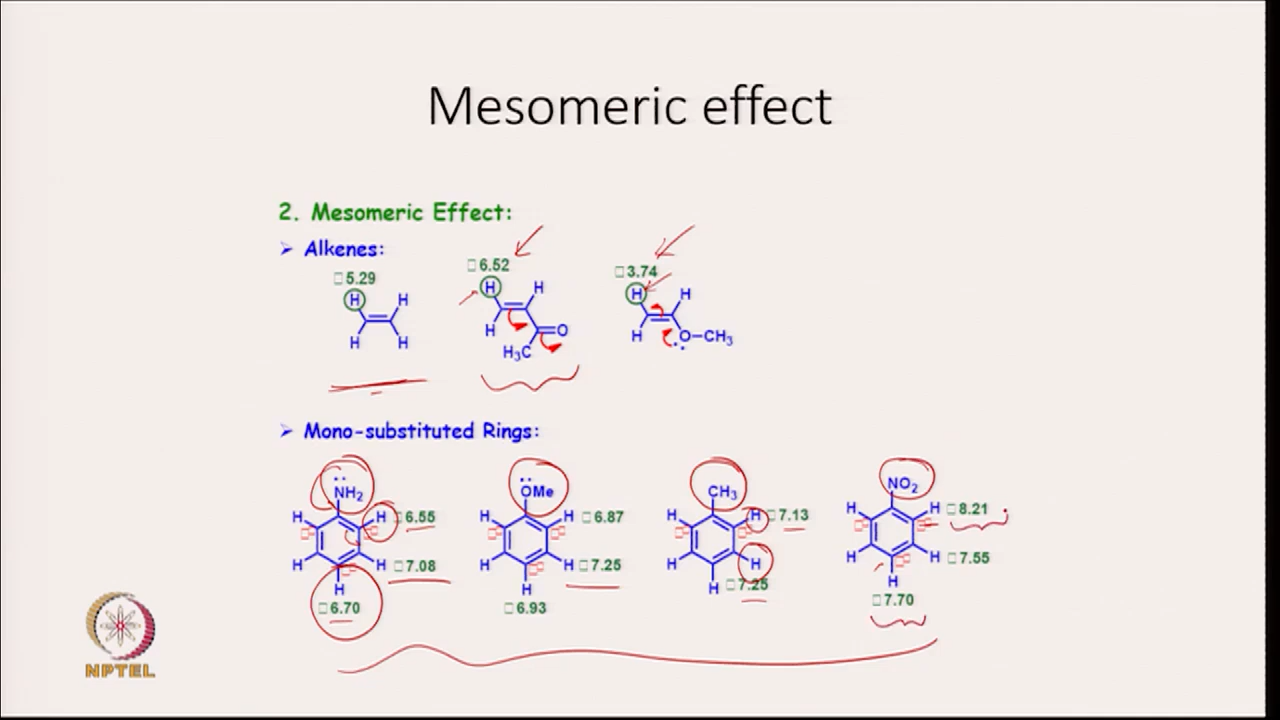 Mesomeric effect
2. Mesomeric Effect:
➢ Alkenes:
□5.29
H H
H H
□6.52
H H
H
O
H3C
□3.74
H H
H O–CH3
➢ Mono-substituted Rings:
NH2
H H □6.55
H H □7.08
H
□6.70
OMe
H H □6.87
H H □7.25
H
□6.93
CH3
H H □7.13
H H
H □7.25
NO2
H H □8.21
H H □7.55
H
□7.70
NPTEL